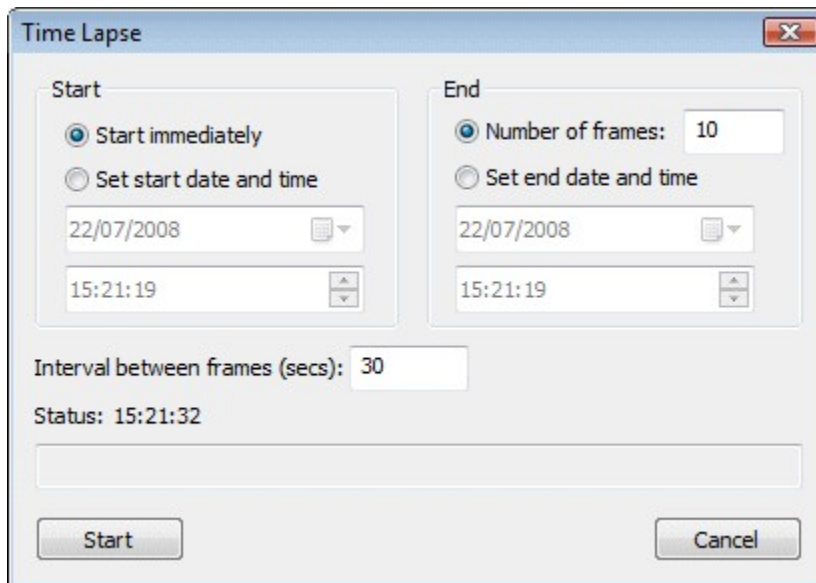 Time Lapse
Start
Start immediately
Set start date and time
22/07/2008
15:21:19
End
Number of frames: 10
Set end date and time
22/07/2008
15:21:19
Interval between frames (secs): 30
Status: 15:21:32
Start
Cancel